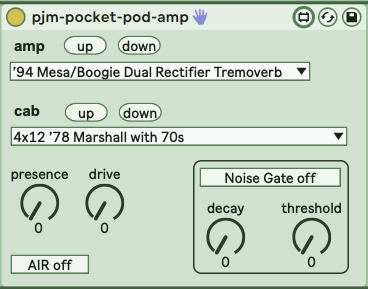 pjm-pocket-pod-amp
amp up down
’94 Mesa/Boogie Dual Rectifier Tremoverb
cab up down
4x12 ’78 Marshall with 70s
presence drive
0 0
Noise Gate off
decay threshold
0 0
AIR off